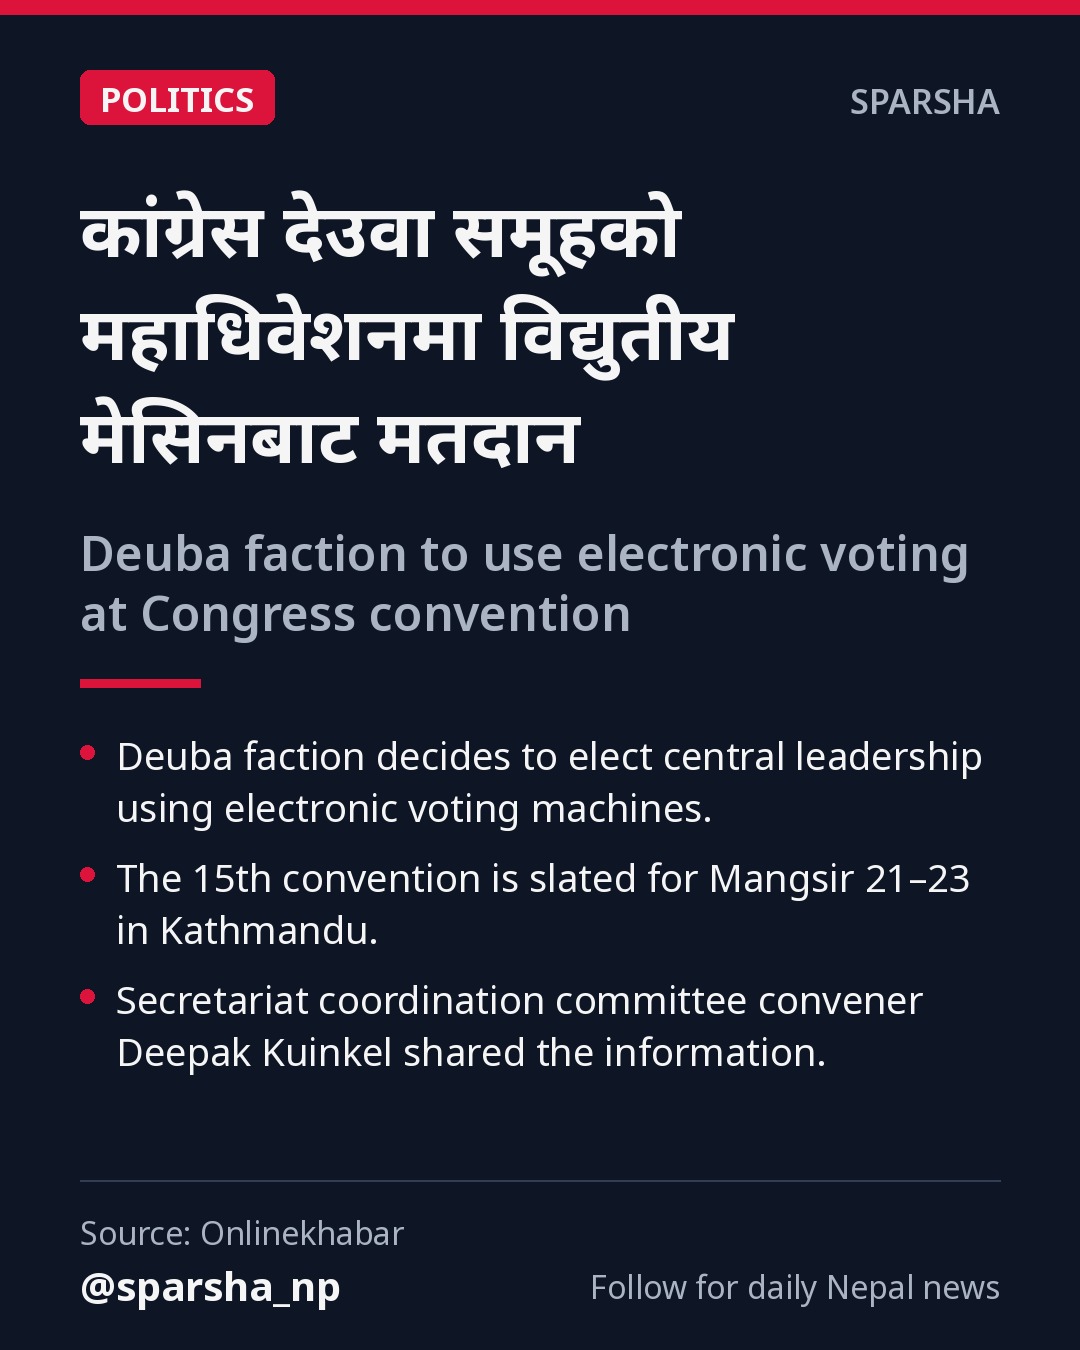 POLITICS
SPARSHA
कांग्रेस देउवा समूहको
महाधिवेशनमा विद्युतीय
मेसिनबाट मतदान
Deuba faction to use electronic voting
at Congress convention
Deuba faction decides to elect central leadership
using electronic voting machines.
The 15th convention is slated for Mangsir 21–23
in Kathmandu.
Secretariat coordination committee convener
Deepak Kuinkel shared the information.
Source: Onlinekhabar
@sparsha_np
Follow for daily Nepal news